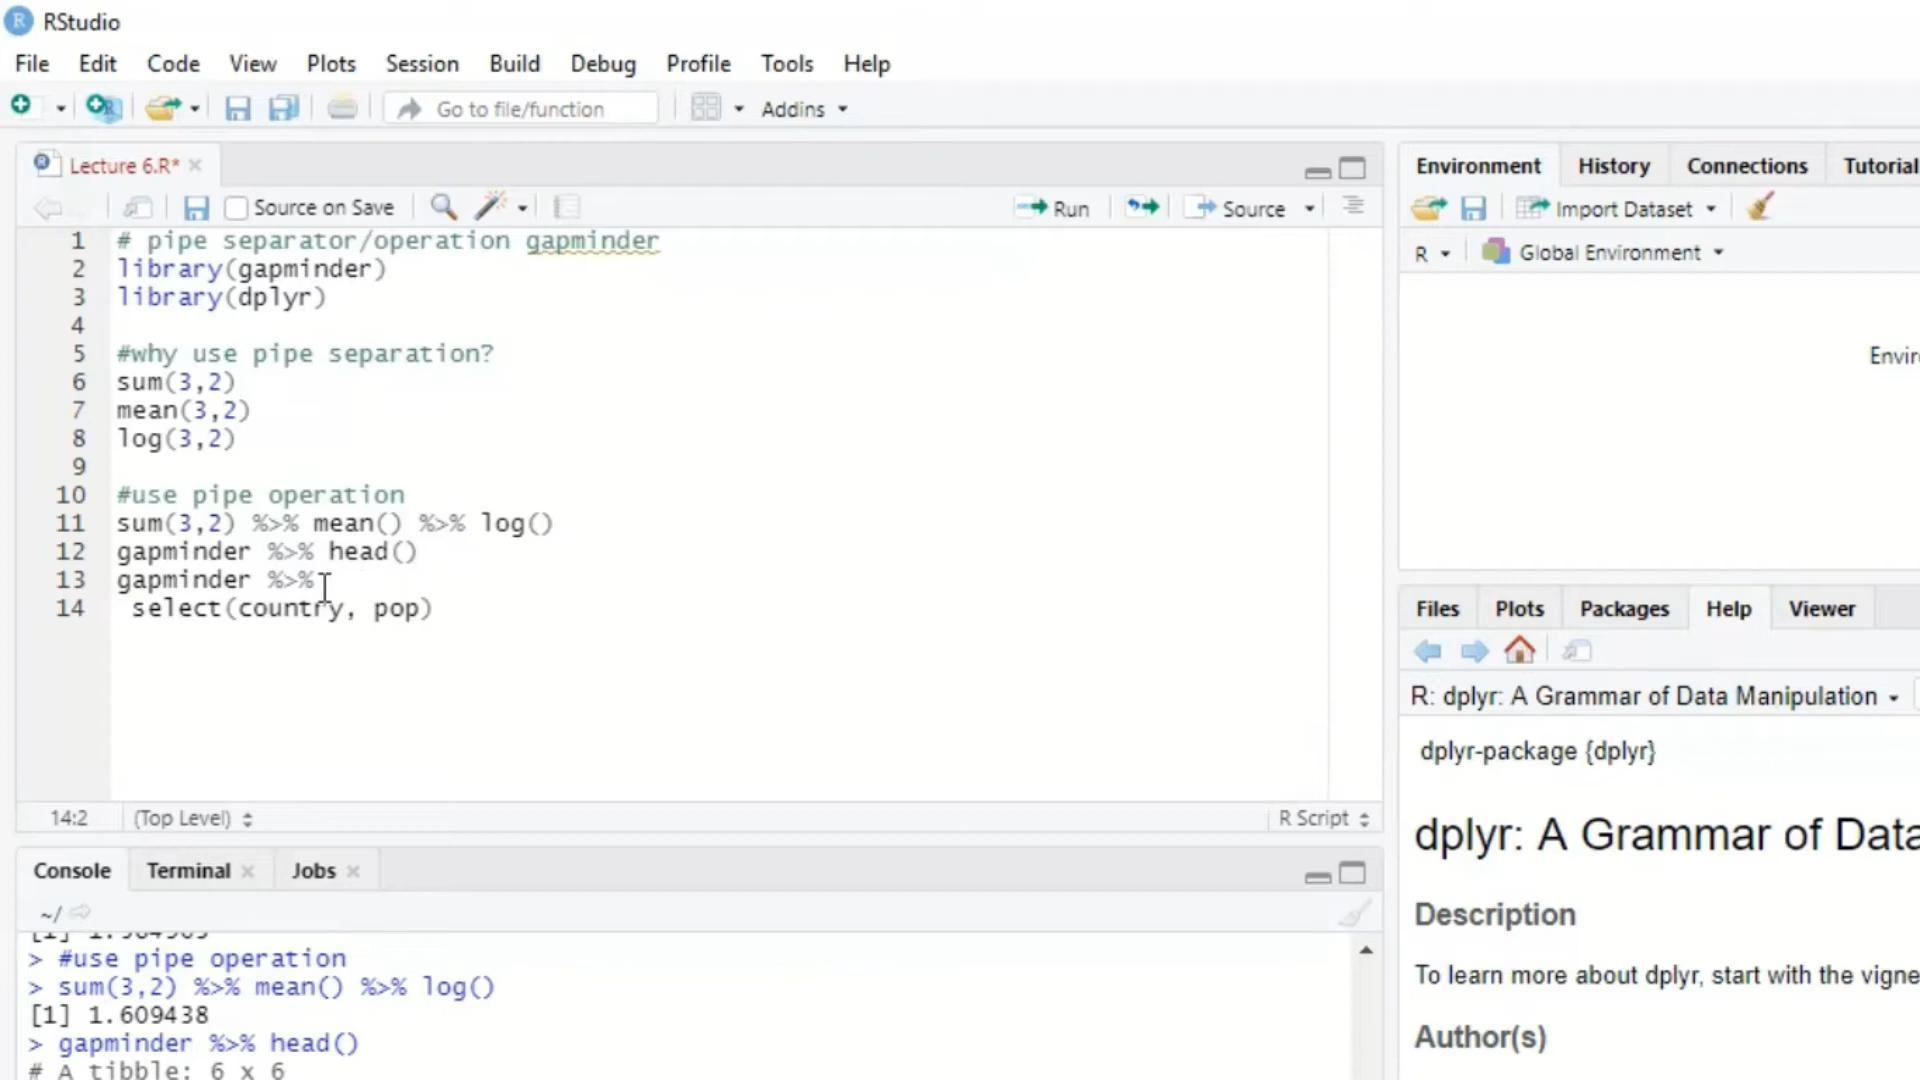 RStudio
File Edit Code View Plots Session Build Debug Profile Tools Help
Go to file/function Addins
Lecture 6.R*
Source on Save Run Source
1 # pipe separator/operation gapminder
2 library(gapminder)
3 library(dplyr)
4
5 #why use pipe separation?
6 sum(3,2)
7 mean(3,2)
8 log(3,2)
9
10 #use pipe operation
11 sum(3,2) %>% mean() %>% log()
12 gapminder %>% head()
13 gapminder %>%
14 select(country, pop)
14:2 (Top Level) R Script
Console Terminal Jobs
~/
> #use pipe operation
> sum(3,2) %>% mean() %>% log()
[1] 1.609438
> gapminder %>% head()
# A tibble: 6 x 6
Environment History Connections Tutorial
Import Dataset
R Global Environment
Envir
Files Plots Packages Help Viewer
R: dplyr: A Grammar of Data Manipulation
dplyr-package {dplyr}
dplyr: A Grammar of Data
Description
To learn more about dplyr, start with the vigne
Author(s)